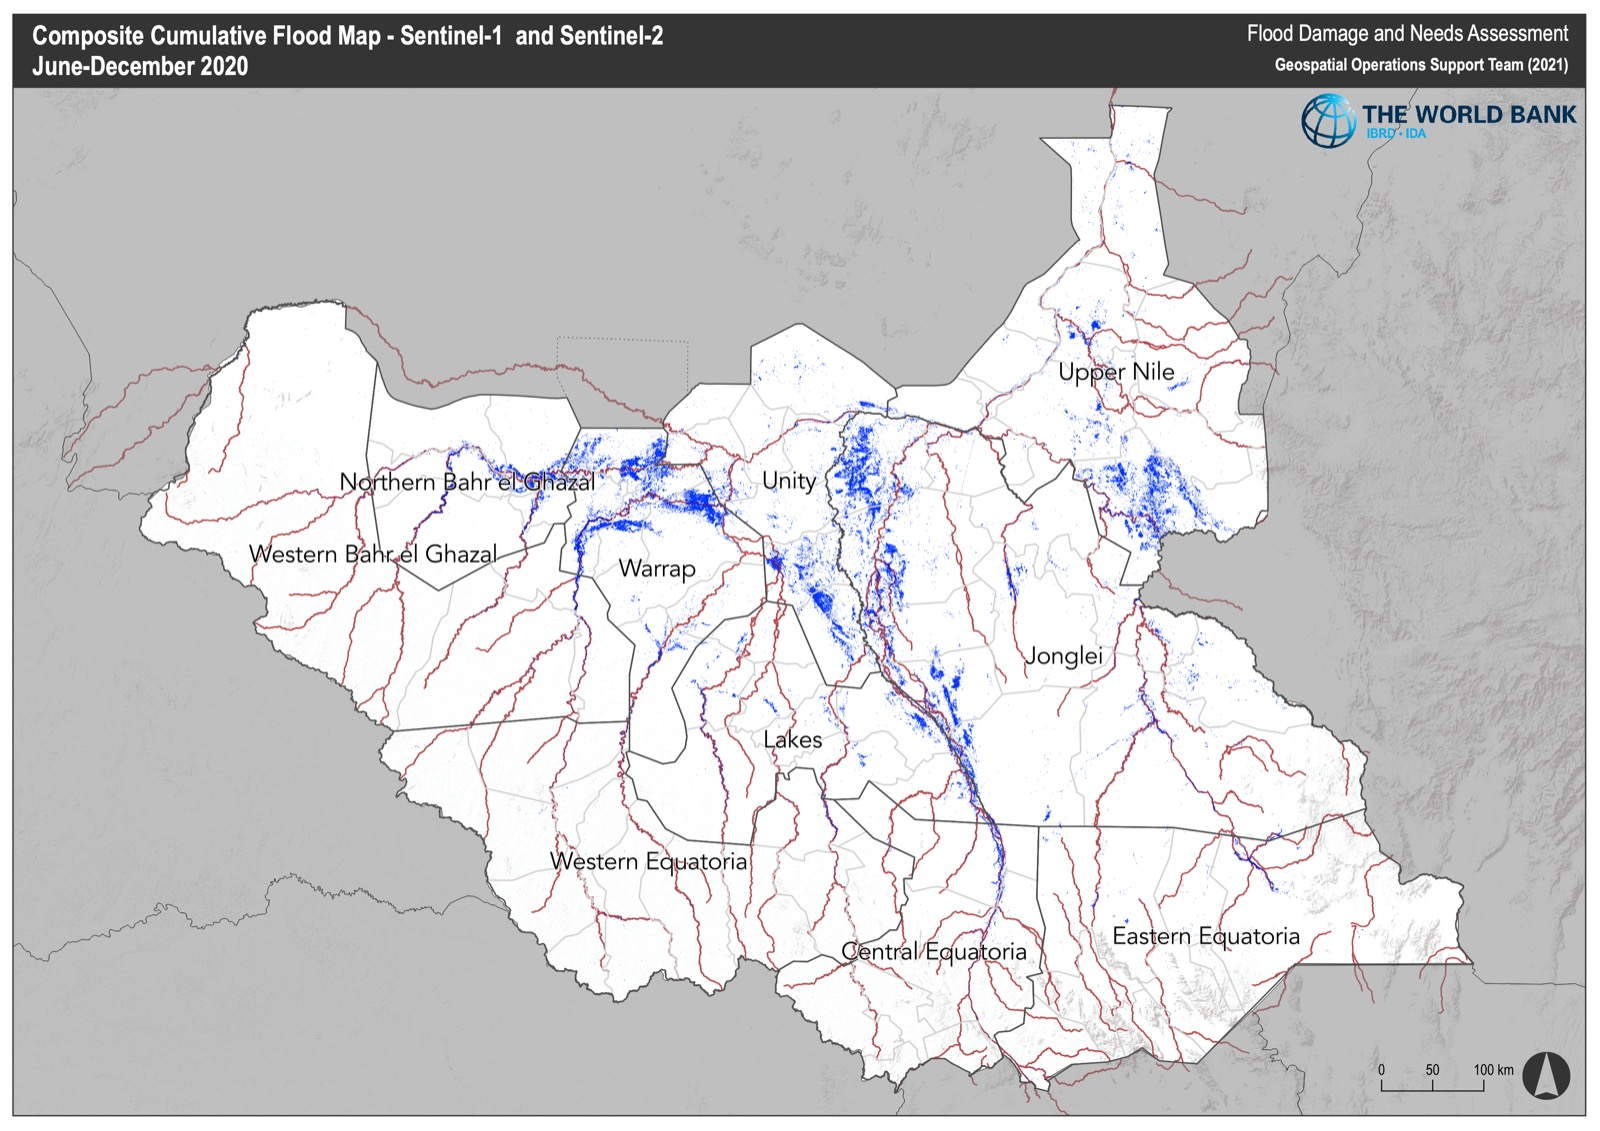 Composite Cumulative Flood Map - Sentinel-1 and Sentinel-2
June-December 2020
Flood Damage and Needs Assessment
Geospatial Operations Support Team (2021)
THE WORLD BANK
IBRD • IDA
Upper Nile
Northern Bahr el Ghazal
Unity
Western Bahr el Ghazal
Warrap
Jonglei
Lakes
Western Equatoria
Central Equatoria
Eastern Equatoria
0 50 100 km